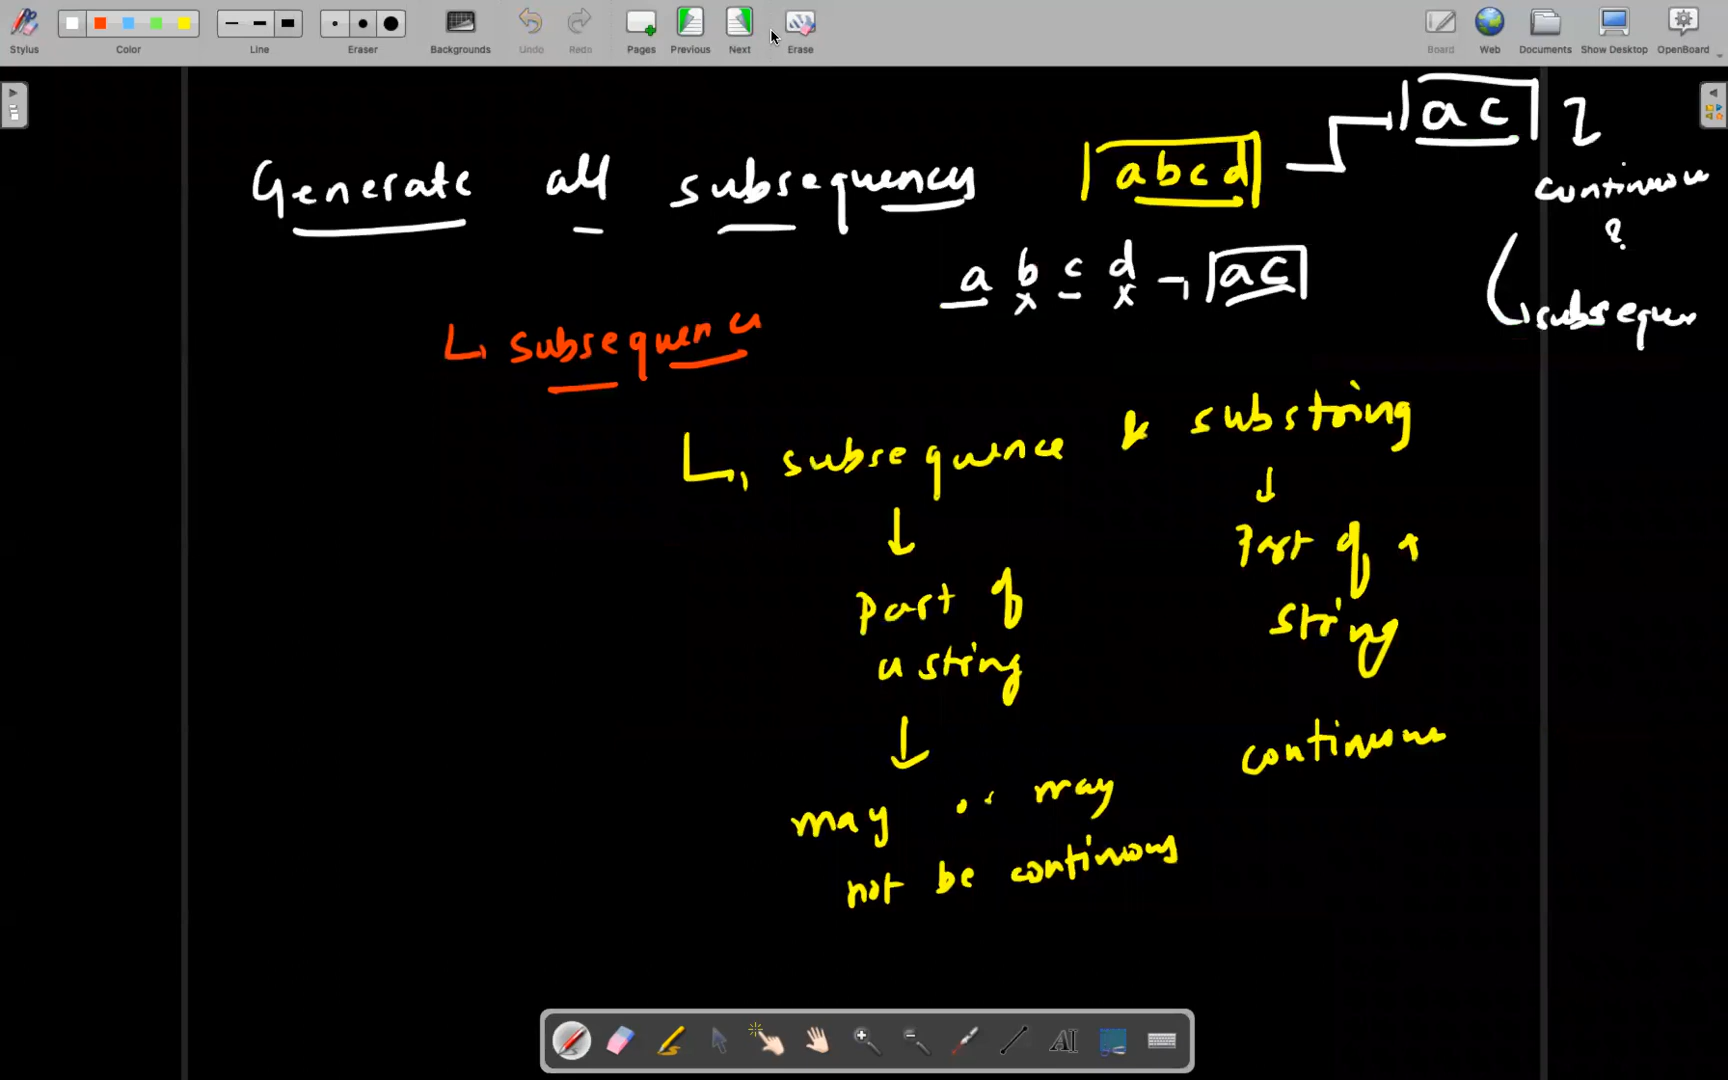 Stylus
Color
Line
Eraser
Backgrounds
Undo
Redo
Pages
Previous
Next
Erase
Board
Web
Documents
Show Desktop
OpenBoard
Generate all subsequency
abcd
ac
continuous
?
subsequen
a b c d ac
x x
subsequence
subsequence & substring
Part of a
string
continuous
Part of
a string
may or may
not be continuous
AI